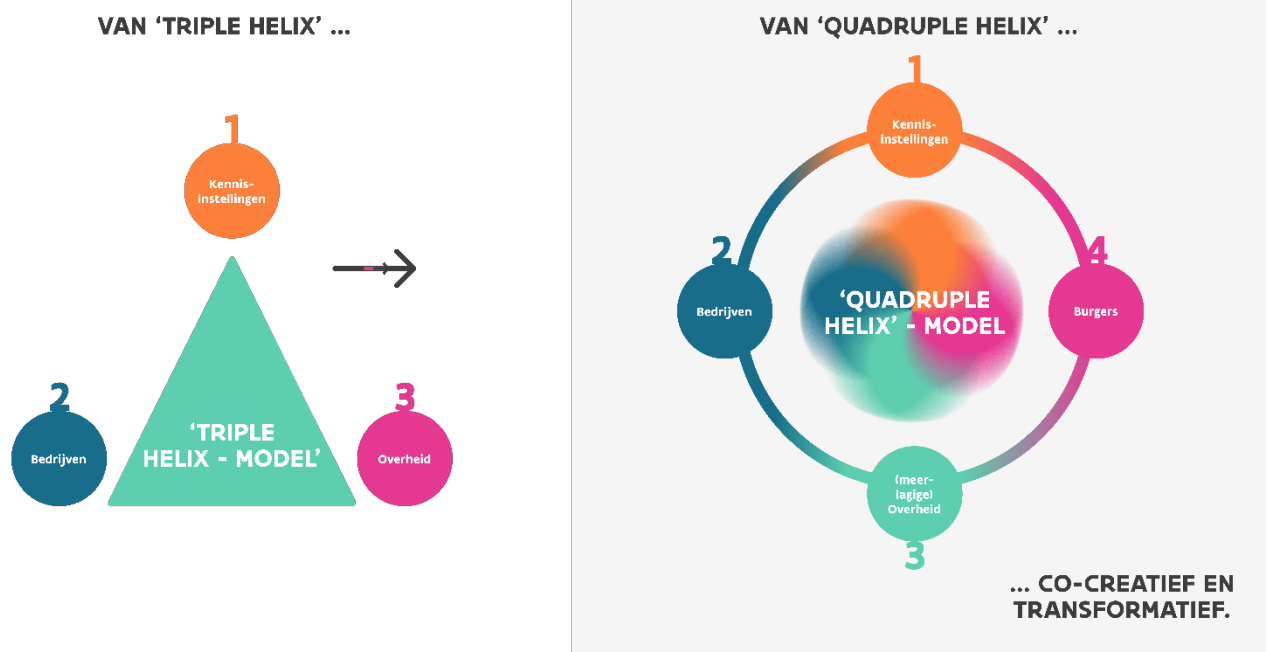 VAN ‘TRIPLE HELIX’ ...
1
Kennis-
instellingen
2
Bedrijven
3
Overheid
‘TRIPLE
HELIX - MODEL’
VAN ‘QUADRUPLE HELIX’ ...
1
Kennis-
instellingen
2
Bedrijven
4
Burgers
‘QUADRUPLE
HELIX’ - MODEL
(meer-
lagige)
Overheid
3
... CO-CREATIEF EN
TRANSFORMATIEF.